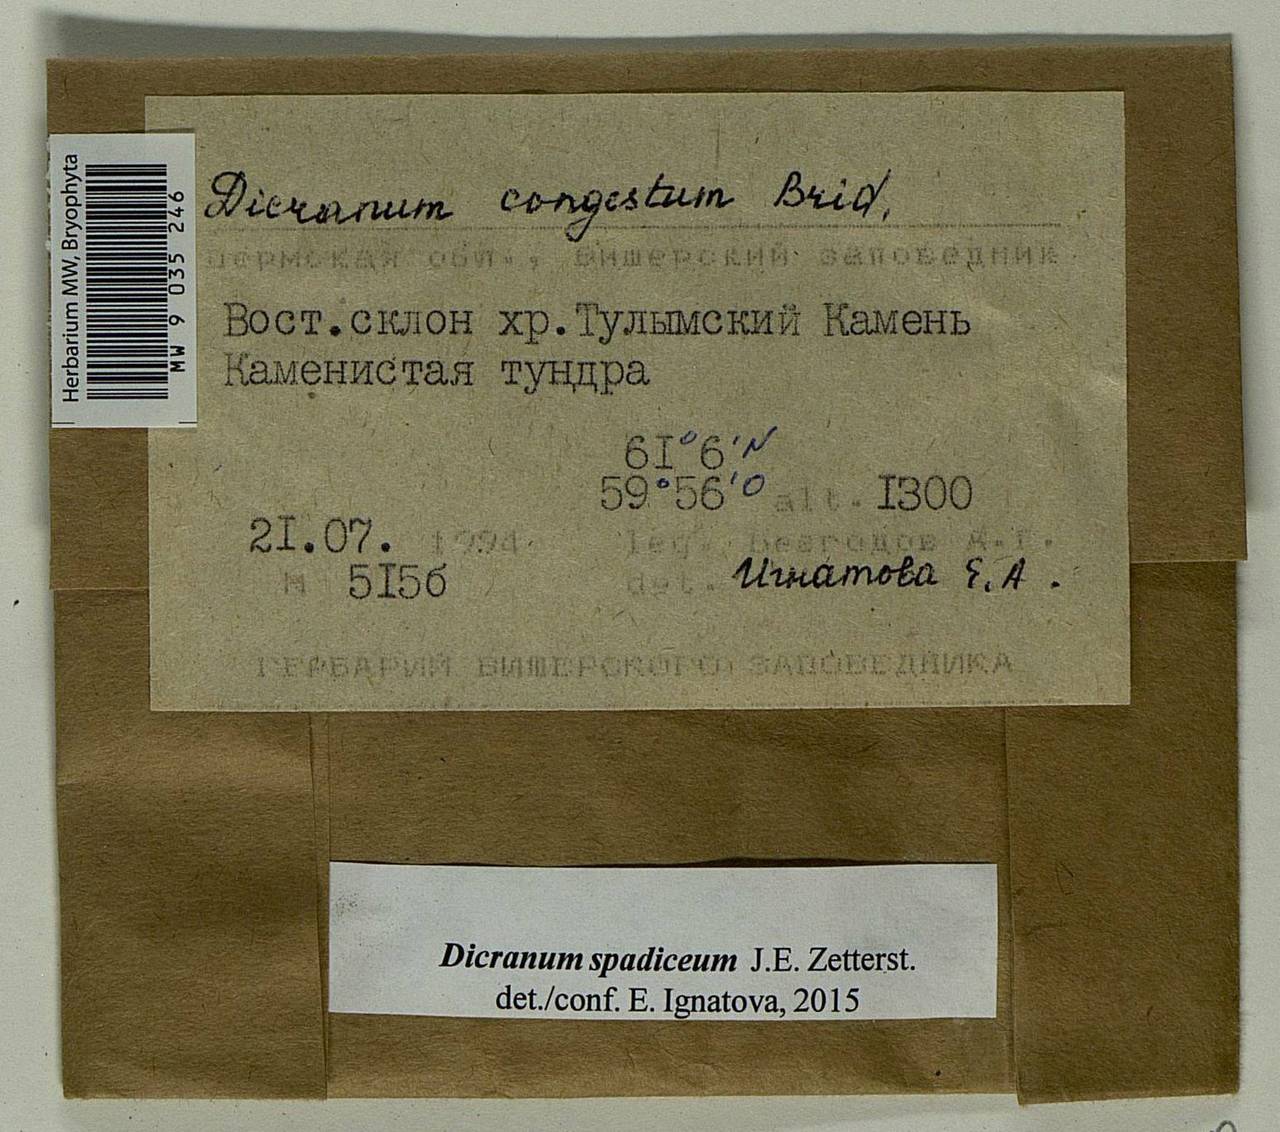 Herbarium MW, Bryophyta
MW 9 035 246
Dicranum congestum Brid.
Пермская обл., Вишерский заповедник
Вост.склон хр.Тулымский Камень
Каменистая тундра
61°6'N
59°56'O alt. 1300
21.07. 1994 leg. Безгодов А.Г.
N 515б det. Игнатова Е.А.
ГЕРБАРИЙ ВИШЕРСКОГО ЗАПОВЕДНИКА
Dicranum spadiceum J.E. Zetterst.
det./conf. E. Ignatova, 2015